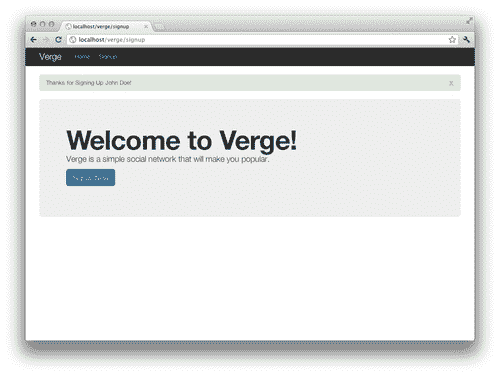 localhost/verge/signup
localhost/verge/signup
Verge Home Signup
Thanks for Signing Up John Doe! x
Welcome to Verge!
Verge is a simple social network that will make you popular.